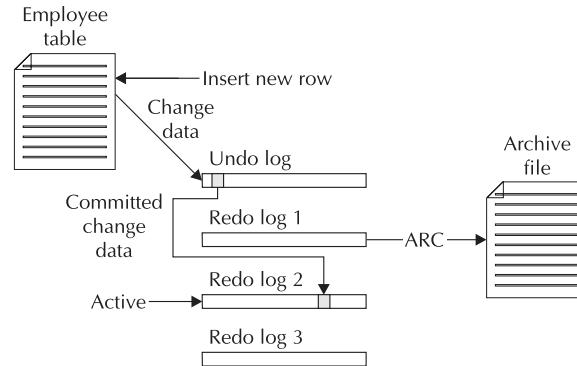 Employee
table
Insert new row
Change
data
Undo log
Archive
file
Committed
change
data
Redo log 1
ARC
Redo log 2
Active
Redo log 3